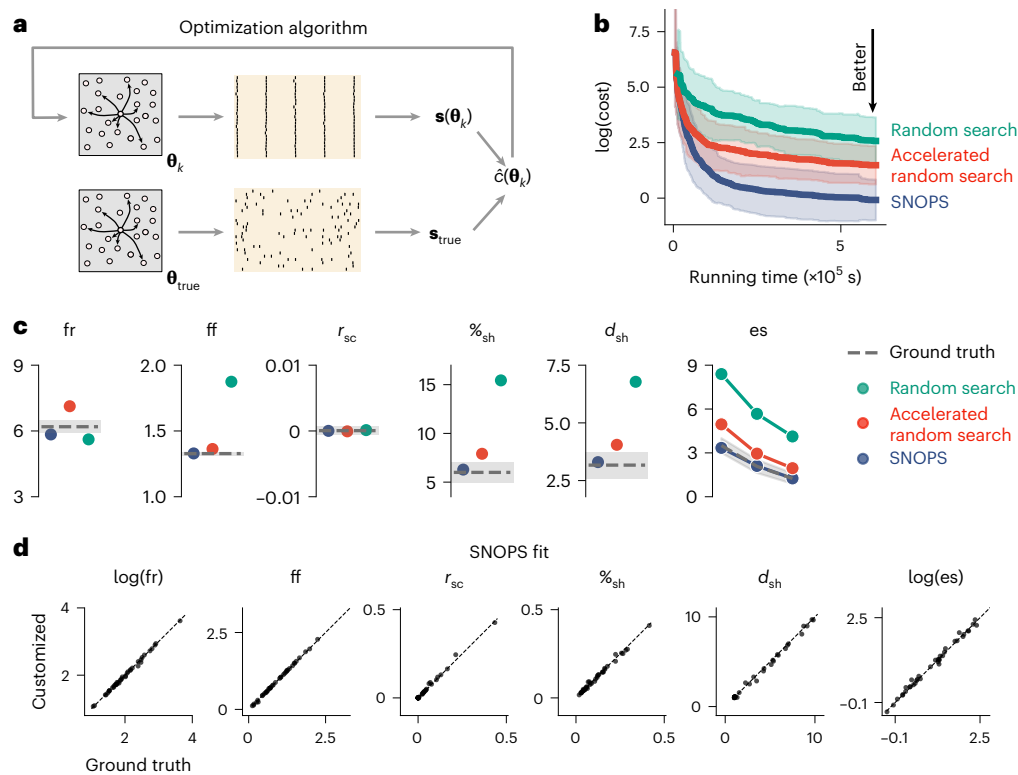 a
Optimization algorithm
θk
s(θk)
ĉ(θk)
θtrue
strue
b
log(cost)
7.5
5.0
2.5
0
0
5
Running time (×10⁵ s)
Better
Random search
Accelerated
random search
SNOPS
c
fr
9
6
3
ff
2.0
1.5
1.0
rsc
0.01
0
−0.01
%sh
15
10
5
dsh
7.5
5.0
2.5
es
9
6
3
0
Ground truth
Random search
Accelerated
random search
SNOPS
d
SNOPS fit
Customized
Ground truth
log(fr)
4
2
2
4
ff
2.5
0
0
2.5
rsc
0.5
0
0
0.5
%sh
0.5
0
0
0.5
dsh
10
0
0
10
log(es)
2.5
−0.1
−0.1
2.5